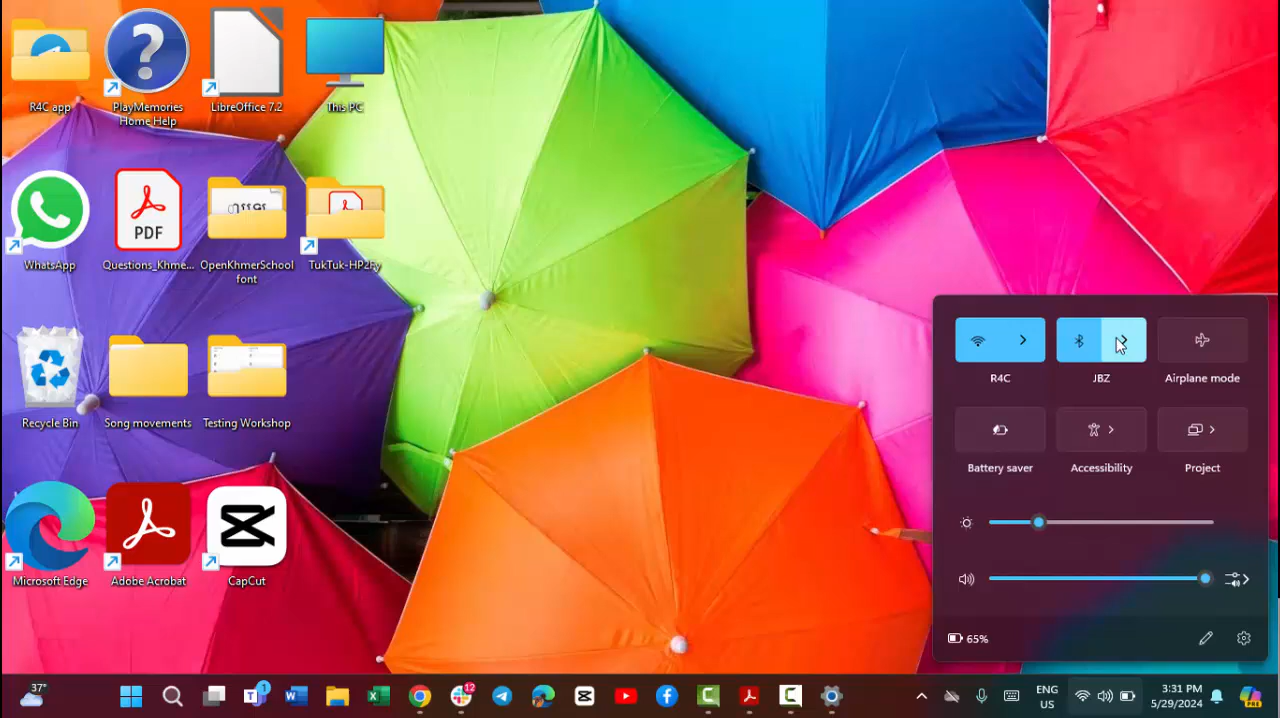 R4C app
PlayMemories
Home Help
LibreOffice 7.2
This PC
PDF
WhatsApp
Questions_Khme...
OpenKhmerSchool
font
TukTuk-HP2Fy
Recycle Bin
Song movements
Testing Workshop
Microsoft Edge
Adobe Acrobat
CapCut
R4C
JBZ
Airplane mode
Battery saver
Accessibility
Project
65%
37°
1
12
ENG
US
3:31 PM
5/29/2024
PRE